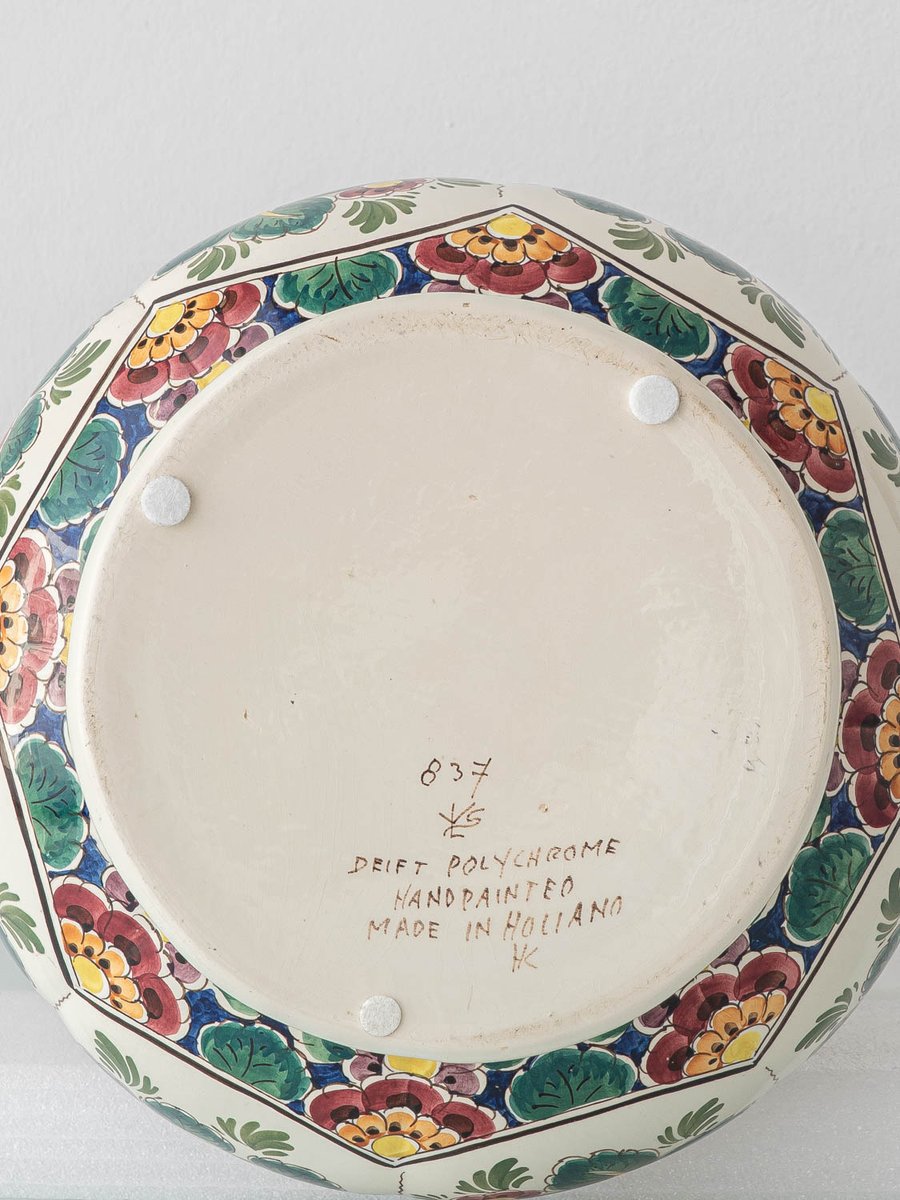 837
DELFT POLYCHROME
HANDPAINTED
MADE IN HOLLAND
HK